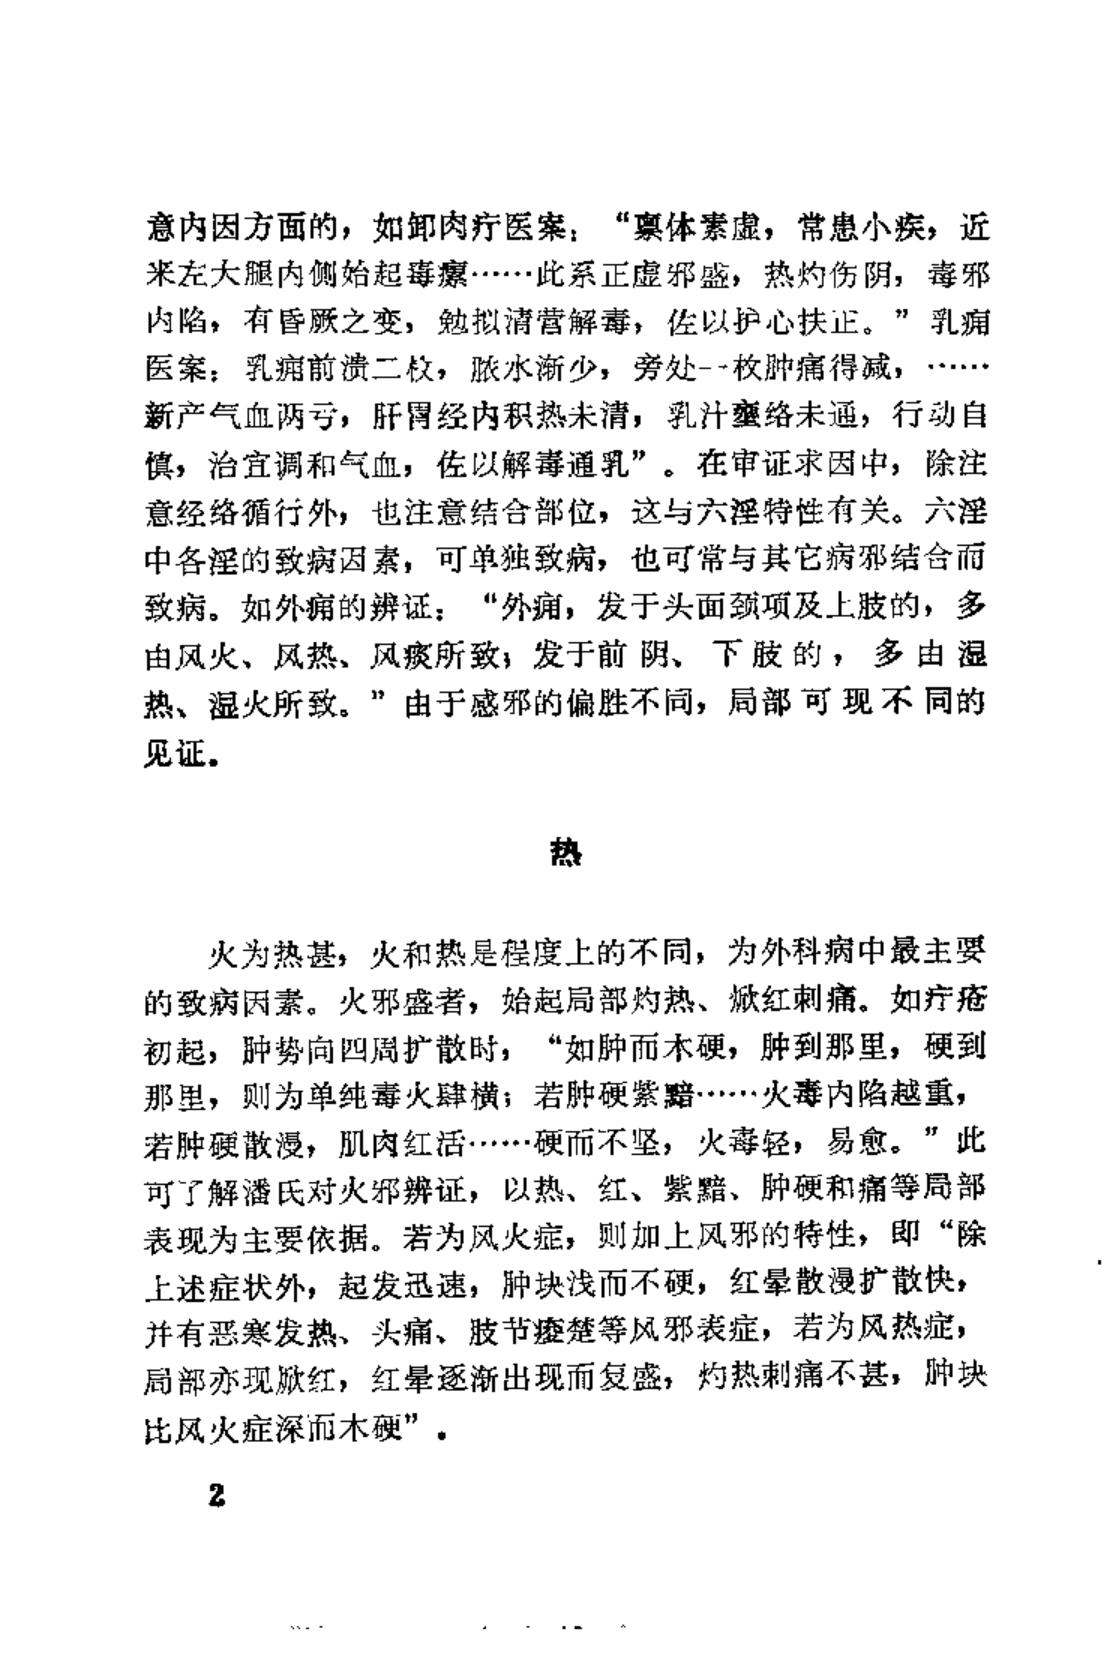 意内因方面的，如卸肉疔医案：“禀体素虚，常患小疾，近
来左大腿内侧始起毒瘰……此系正虚邪盛，热灼伤阴，毒邪
内陷，有昏厥之变，勉拟清营解毒，佐以护心扶正。”乳痈
医案：乳痈前溃二枚，脓水渐少，旁处一枚肿痛得减，……
新产气血两亏，肝胃经内积热未清，乳汁壅络未通，行动自
慎，治宜调和气血，佐以解毒通乳”。在审证求因中，除注
意经络循行外，也注意结合部位，这与六淫特性有关。六淫
中各淫的致病因素，可单独致病，也可常与其它病邪结合而
致病。如外痈的辨证：“外痈，发于头面颈项及上肢的，多
由风火、风热、风痰所致；发于前阴、下肢的，多由湿
热、湿火所致。”由于感邪的偏胜不同，局部可现不同的
见证。
热
火为热甚，火和热是程度上的不同，为外科病中最主要
的致病因素。火邪盛者，始起局部灼热、焮红刺痛。如疔疮
初起，肿势向四周扩散时，“如肿而木硬，肿到那里，硬到
那里，则为单纯毒火肆横；若肿硬紫黯……火毒内陷越重，
若肿硬散漫，肌肉红活……硬而不坚，火毒轻，易愈。”此
可了解潘氏对火邪辨证，以热、红、紫黯、肿硬和痛等局部
表现为主要依据。若为风火症，则加上风邪的特性，即“除
上述症状外，起发迅速，肿块浅而不硬，红晕散漫扩散快，
并有恶寒发热、头痛、肢节痠楚等风邪表症，若为风热症，
局部亦现焮红，红晕逐渐出现而复盛，灼热刺痛不甚，肿块
比风火症深而木硬”．
2